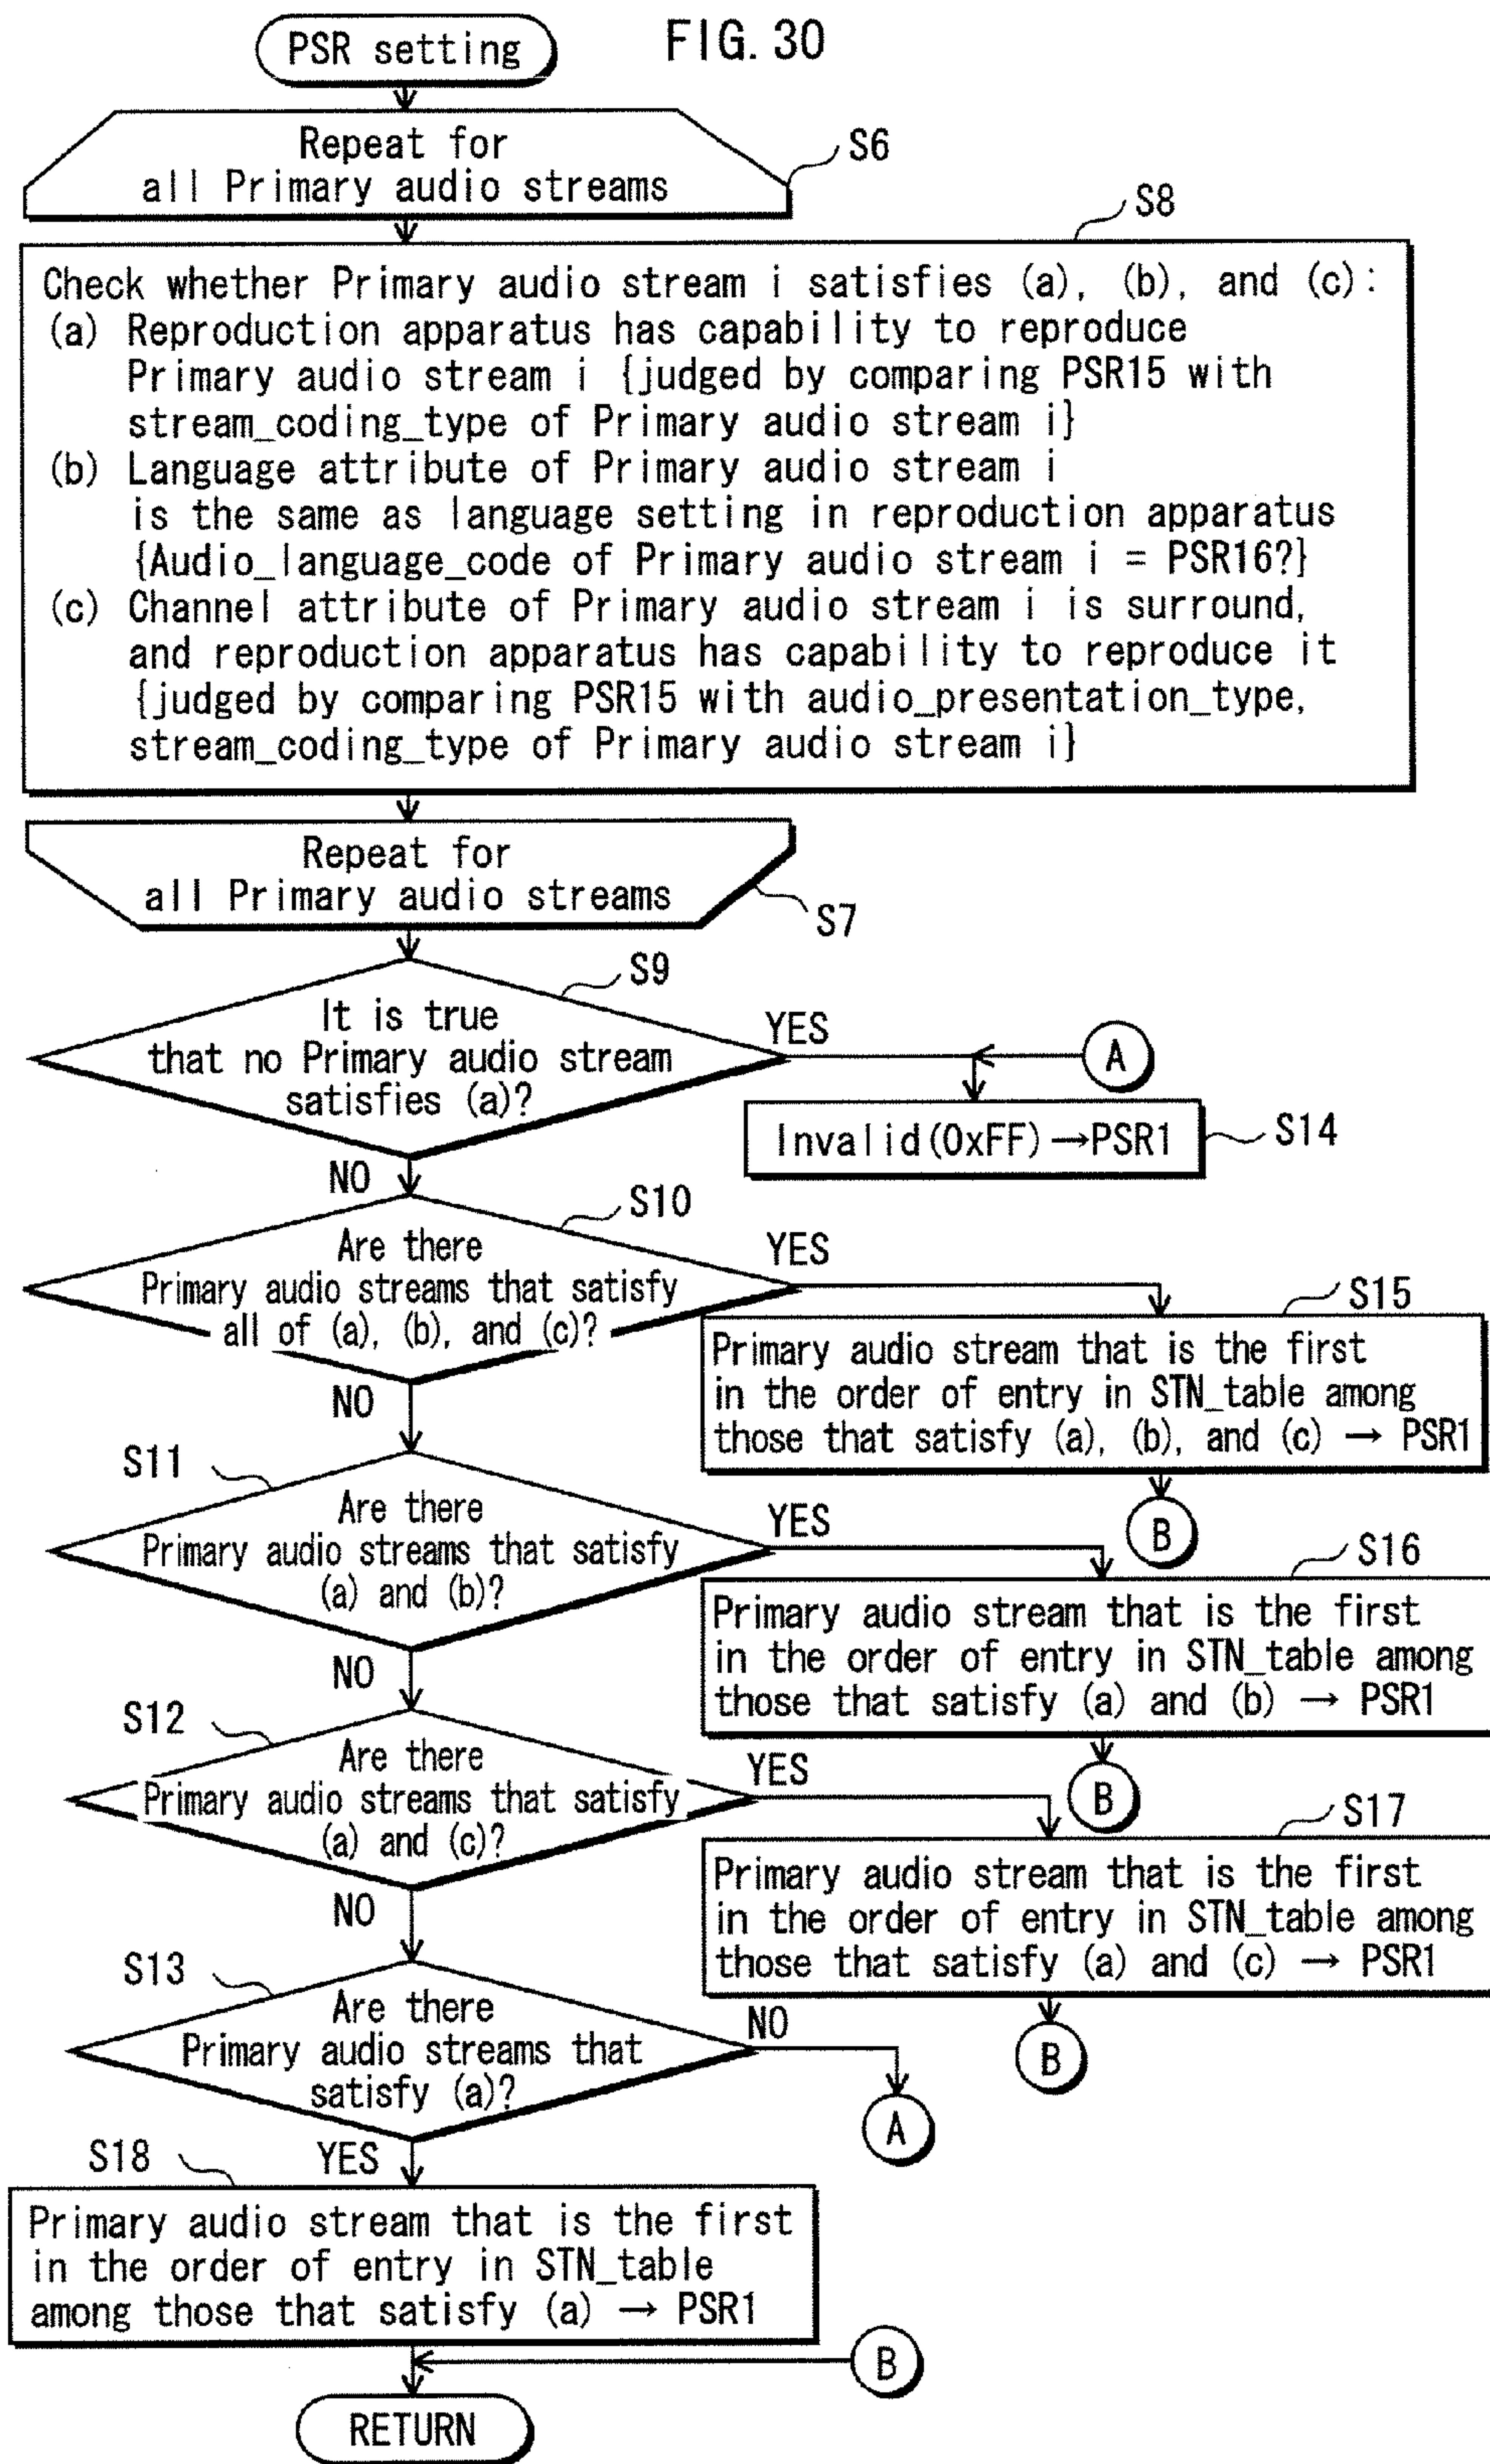 FIG. 30
PSR setting
Repeat for
all Primary audio streams
S6
S8
Check whether Primary audio stream i satisfies (a), (b), and (c):
(a) Reproduction apparatus has capability to reproduce
Primary audio stream i {judged by comparing PSR15 with
stream_coding_type of Primary audio stream i}
(b) Language attribute of Primary audio stream i
is the same as language setting in reproduction apparatus
{Audio_language_code of Primary audio stream i = PSR16?}
(c) Channel attribute of Primary audio stream i is surround,
and reproduction apparatus has capability to reproduce it
{judged by comparing PSR15 with audio_presentation_type,
stream_coding_type of Primary audio stream i}
Repeat for
all Primary audio streams
S7
S9
It is true
that no Primary audio stream
satisfies (a)?
YES
A
Invalid(0xFF)→PSR1
S14
NO
S10
Are there
Primary audio streams that satisfy
all of (a), (b), and (c)?
YES
S15
Primary audio stream that is the first
in the order of entry in STN_table among
those that satisfy (a), (b), and (c) → PSR1
B
NO
S11
Are there
Primary audio streams that satisfy
(a) and (b)?
YES
S16
Primary audio stream that is the first
in the order of entry in STN_table among
those that satisfy (a) and (b) → PSR1
B
NO
S12
Are there
Primary audio streams that satisfy
(a) and (c)?
YES
S17
Primary audio stream that is the first
in the order of entry in STN_table among
those that satisfy (a) and (c) → PSR1
B
NO
S13
Are there
Primary audio streams that
satisfy (a)?
NO
A
YES
S18
Primary audio stream that is the first
in the order of entry in STN_table
among those that satisfy (a) → PSR1
B
RETURN